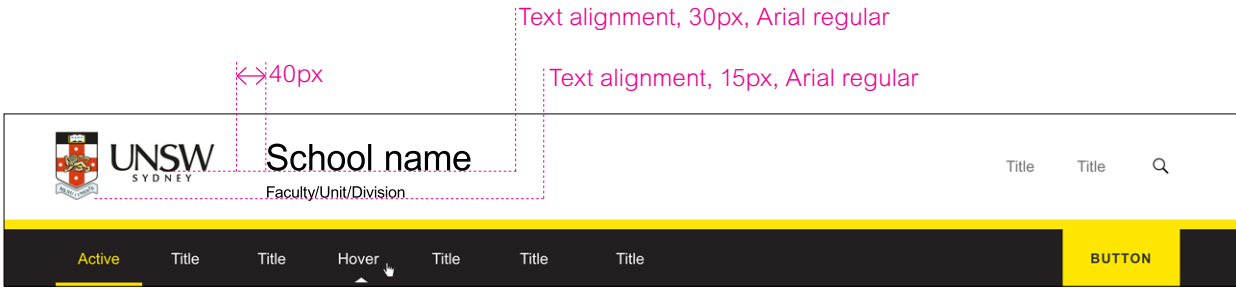 Text alignment, 30px, Arial regular
40px
Text alignment, 15px, Arial regular
UNSW
SYDNEY
School name
Faculty/Unit/Division
Title Title
Active Title Title Hover Title Title Title BUTTON